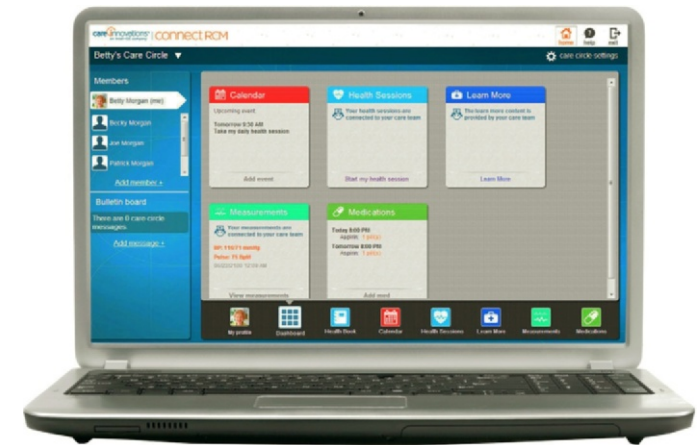 care innovations | connect RCM
home
help
exit
Betty's Care Circle ▼
care circle settings
Members
Betty Morgan (me)
Becky Morgan
Joe Morgan
Patrick Morgan
Add member +
Bulletin board
There are 0 care circle
messages.
Add message +
Calendar
Upcoming event
Tomorrow 9:30 AM
Take my daily health session
Add event
Health Sessions
Your health sessions are
connected to your care team
Start my health session
Learn More
The learn more content is
provided by your care team
Learn More
Measurements
Your measurements are
connected to your care team
View measurements
Medications
Today 8:00 PM
Tomorrow 8:00 PM
Add med
My profile
Dashboard
Calendar
Health Sessions
Learn More
Measurements
Medications